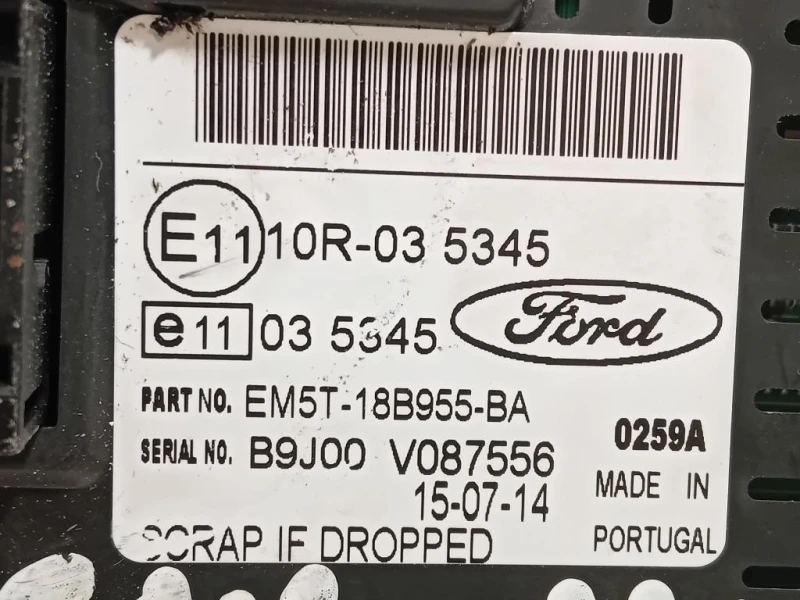 E11 10R-03 5345
e11 03 5345
Ford
PART NO. EM5T-18B955-BA
SERIAL NO. B9J00 V087556
0259A
15-07-14
MADE IN
PORTUGAL
SCRAP IF DROPPED